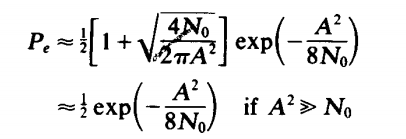 P_e ≈ ½[1 + √(4N₀/2πA²)] exp(−A²/8N₀)
≈ ½ exp(−A²/8N₀) if A² ≫ N₀